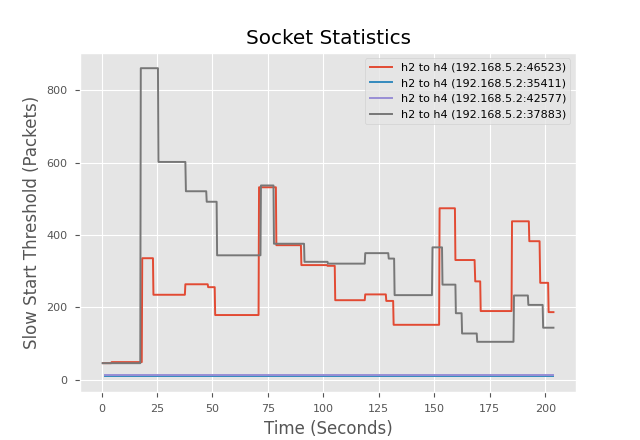 Socket Statistics
h2 to h4 (192.168.5.2:46523)
h2 to h4 (192.168.5.2:35411)
h2 to h4 (192.168.5.2:42577)
h2 to h4 (192.168.5.2:37883)
Slow Start Threshold (Packets)
800
600
400
200
0
0 25 50 75 100 125 150 175 200
Time (Seconds)